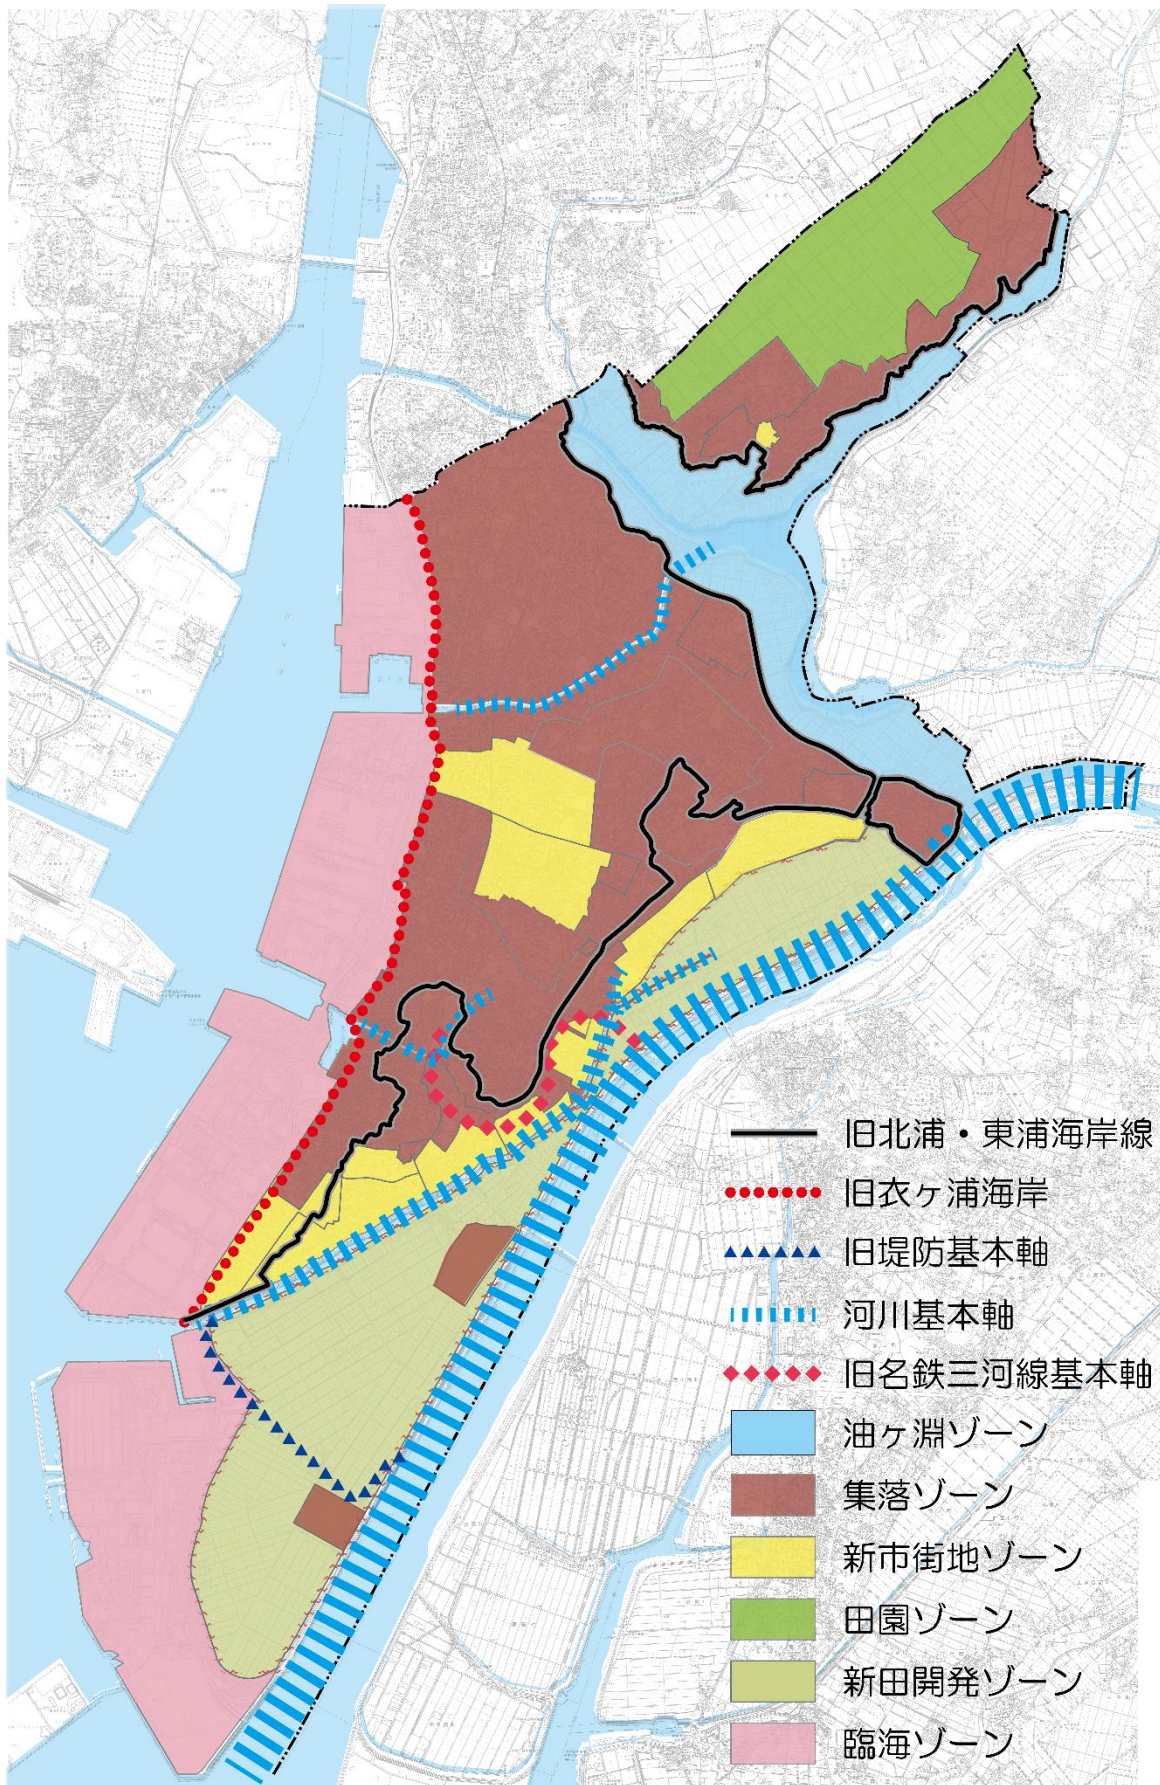 旧北浦・東浦海岸線
旧衣ヶ浦海岸
旧堤防基本軸
河川基本軸
旧名鉄三河線基本軸
油ヶ淵ゾーン
集落ゾーン
新市街地ゾーン
田園ゾーン
新田開発ゾーン
臨海ゾーン